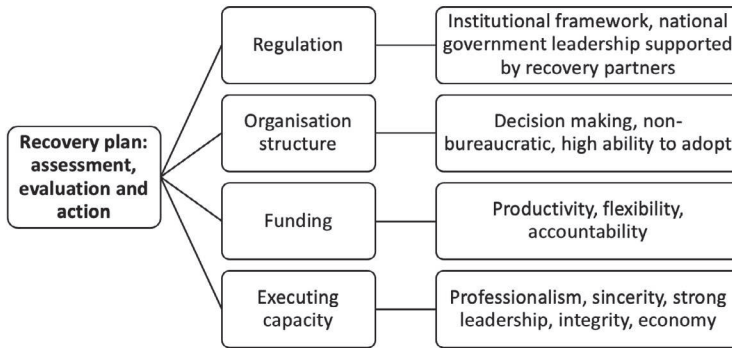 Recovery plan:
assessment,
evaluation and
action
Regulation
Institutional framework, national
government leadership supported
by recovery partners
Organisation
structure
Decision making, non-
bureaucratic, high ability to adopt
Funding
Productivity, flexibility,
accountability
Executing
capacity
Professionalism, sincerity, strong
leadership, integrity, economy